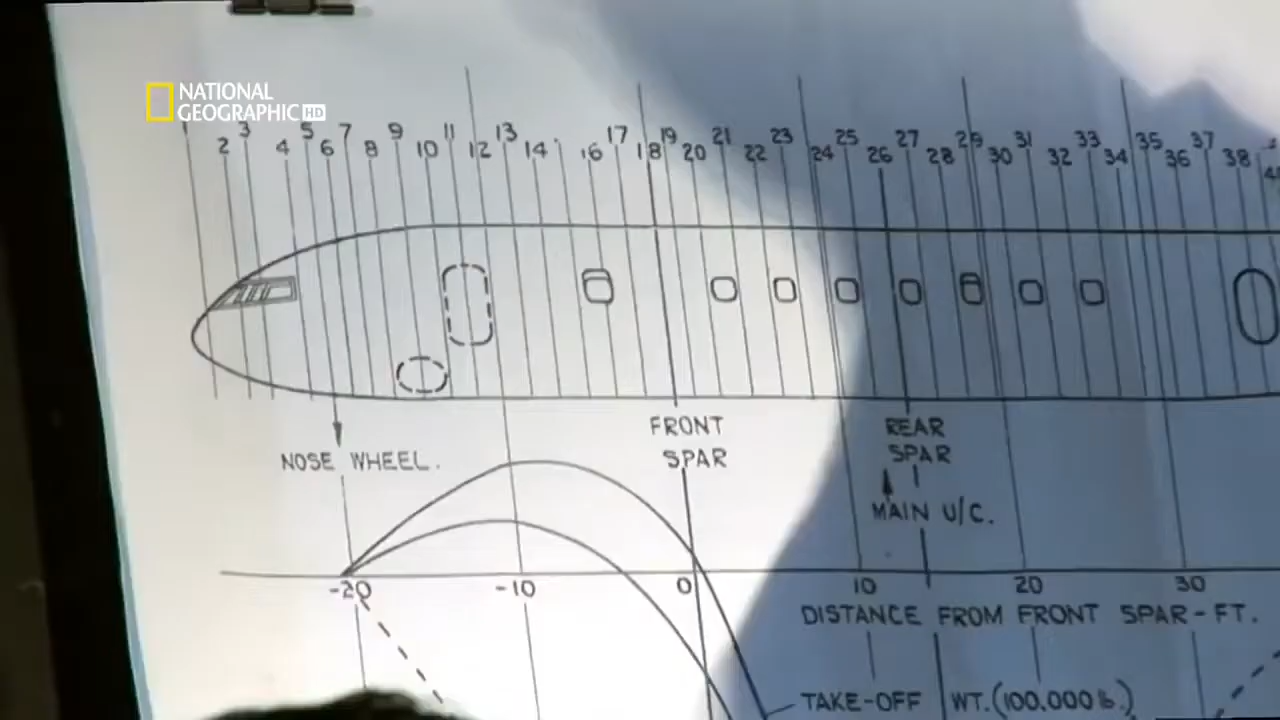 NATIONAL
GEOGRAPHIC HD
1 2 3 4 5 6 7 8 9 10 11 12 13 14 16 17 18 19 20 21 22 23 24 25 26 27 28 29 30 31 32 33 34 35 36 37 38
FRONT
SPAR
REAR
SPAR
NOSE WHEEL.
MAIN U/C.
-20 -10 0 10 20 30
DISTANCE FROM FRONT SPAR-FT.
TAKE-OFF WT. (100.000 lb.)